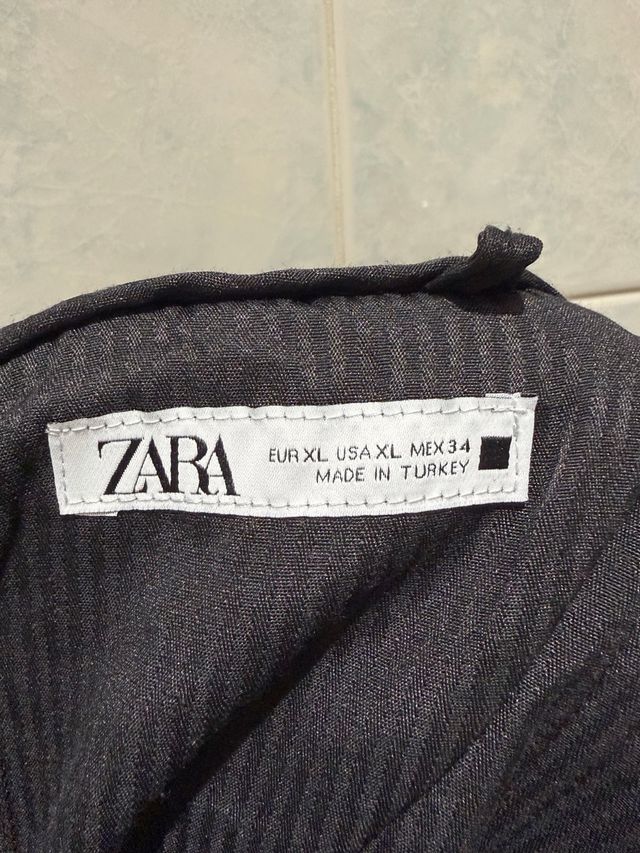 ZARA
EUR XL USA XL MEX 34
MADE IN TURKEY